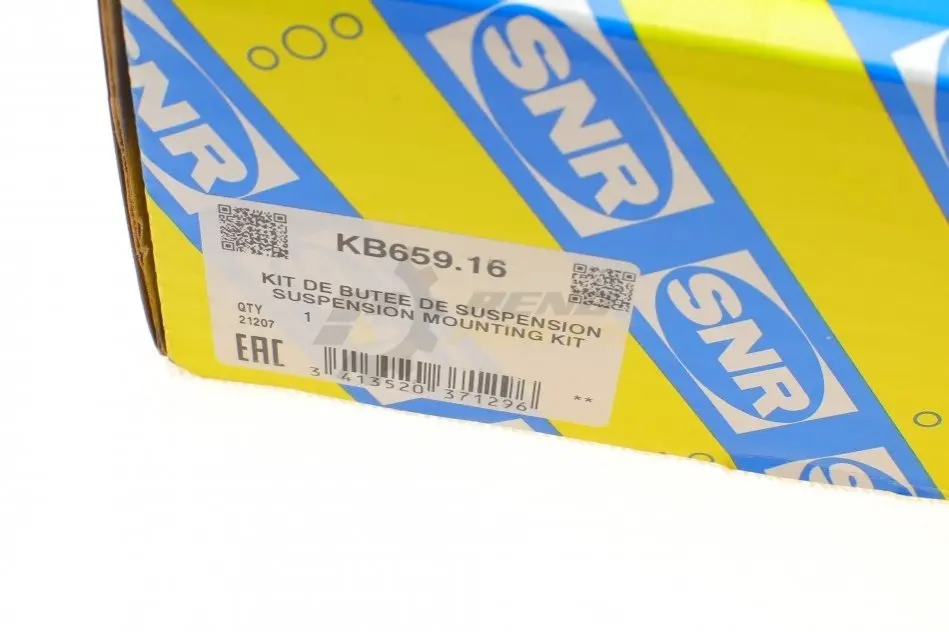 SNR
SNR
SNR
SNR
KB659.16
KIT DE BUTEE DE SUSPENSION
SUSPENSION MOUNTING KIT
QTY 1
21207
EAC
3 413520 371296
**